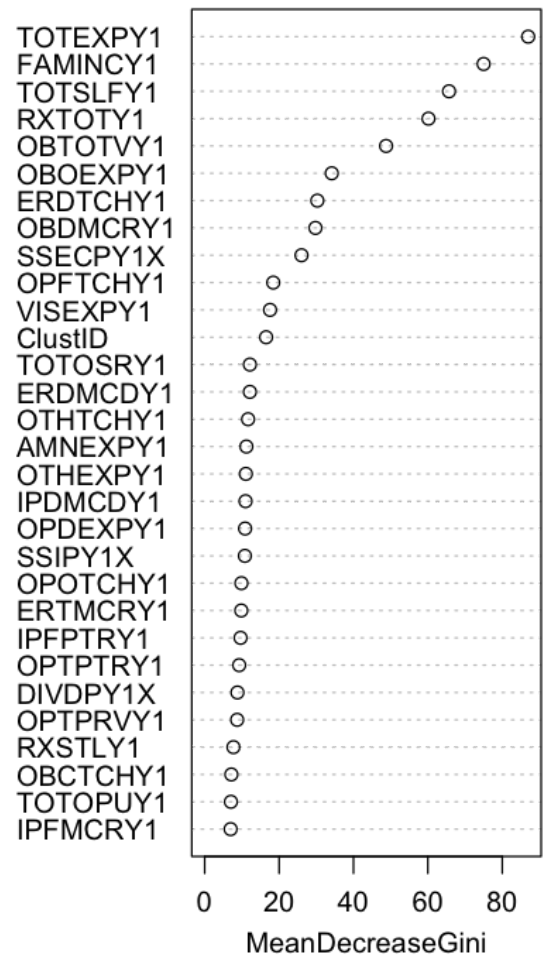 TOTEXPY1
FAMINCY1
TOTSLFY1
RXTOTY1
OBTOTVY1
OBOEXPY1
ERDTCHY1
OBDMCRY1
SSECPY1X
OPFTCHY1
VISEXPY1
ClustID
TOTOSRY1
ERDMCDY1
OTHTCHY1
AMNEXPY1
OTHEXPY1
IPDMCDY1
OPDEXPY1
SSIPY1X
OPOTCHY1
ERTMCRY1
IPFPTRY1
OPTPTRY1
DIVDPY1X
OPTPRVY1
RXSTLY1
OBCTCHY1
TOTOPUY1
IPFMCRY1
0 20 40 60 80
MeanDecreaseGini